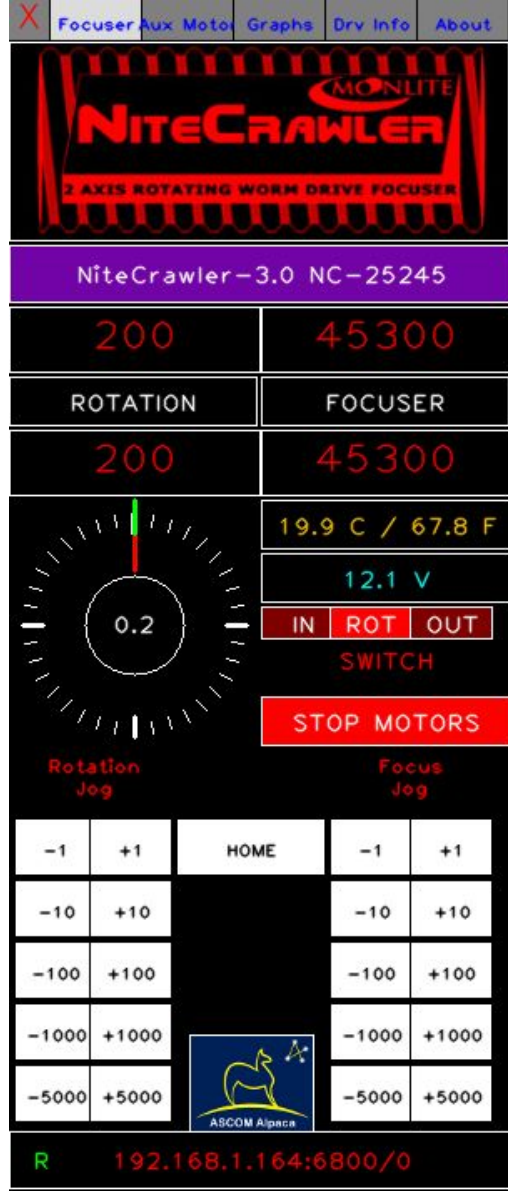 X Focuser Aux Motor Graphs Drv Info About
MOONLITE
NITECRAWLER
2 AXIS ROTATING WORM DRIVE FOCUSER
NiteCrawler-3.0 NC-25245
200 45300
ROTATION FOCUSER
200 45300
19.9 C / 67.8 F
12.1 V
0.2 IN ROT OUT
SWITCH
STOP MOTORS
Rotation Focus
Jog Jog
-1 +1 HOME -1 +1
-10 +10 -10 +10
-100 +100 -100 +100
-1000 +1000 -1000 +1000
-5000 +5000 -5000 +5000
ASCOM Alpaca
R 192.168.1.164:6800/0